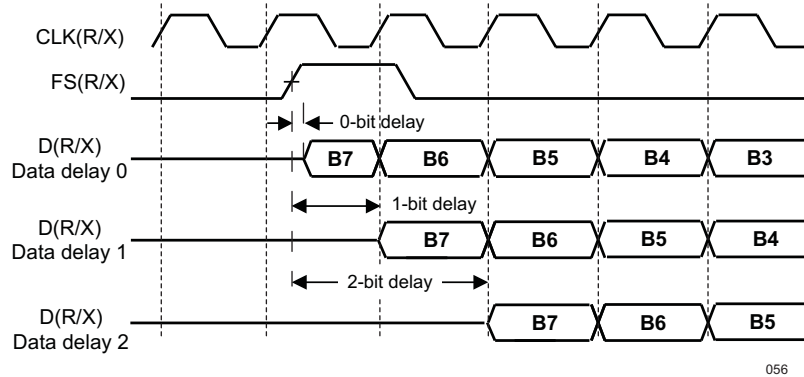 CLK(R/X)
FS(R/X)
0-bit delay
D(R/X)
Data delay 0
B7 B6 B5 B4 B3
1-bit delay
D(R/X)
Data delay 1
B7 B6 B5 B4
2-bit delay
D(R/X)
Data delay 2
B7 B6 B5
056